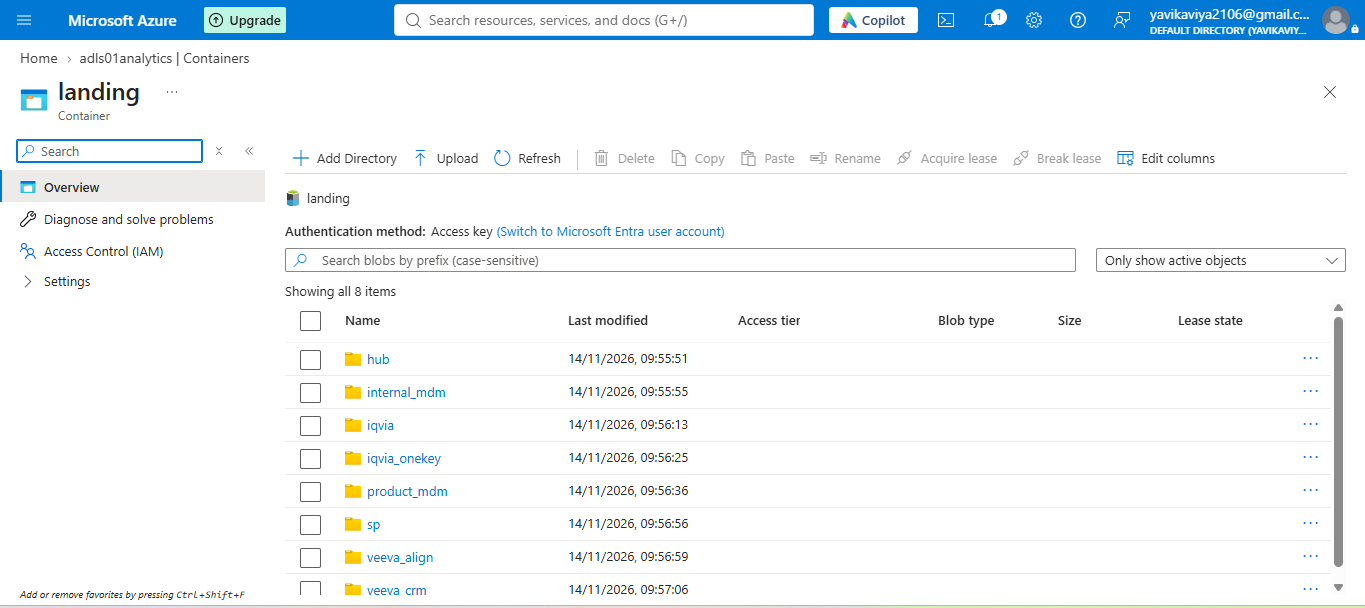 Microsoft Azure
Upgrade
Search resources, services, and docs (G+/)
Copilot
1
yavikaviya2106@gmail.c...
DEFAULT DIRECTORY (YAVIKAVIY...
Home > adls01analytics | Containers
landing ...
Container
Search
Overview
Diagnose and solve problems
Access Control (IAM)
Settings
Add or remove favorites by pressing Ctrl+Shift+F
Add Directory Upload Refresh Delete Copy Paste Rename Acquire lease Break lease Edit columns
landing
Authentication method: Access key (Switch to Microsoft Entra user account)
Search blobs by prefix (case-sensitive)
Only show active objects
Showing all 8 items
Name Last modified Access tier Blob type Size Lease state
hub 14/11/2026, 09:55:51 ...
internal_mdm 14/11/2026, 09:55:55 ...
iqvia 14/11/2026, 09:56:13 ...
iqvia_onekey 14/11/2026, 09:56:25 ...
product_mdm 14/11/2026, 09:56:36 ...
sp 14/11/2026, 09:56:56 ...
veeva_align 14/11/2026, 09:56:59 ...
veeva_crm 14/11/2026, 09:57:06 ...